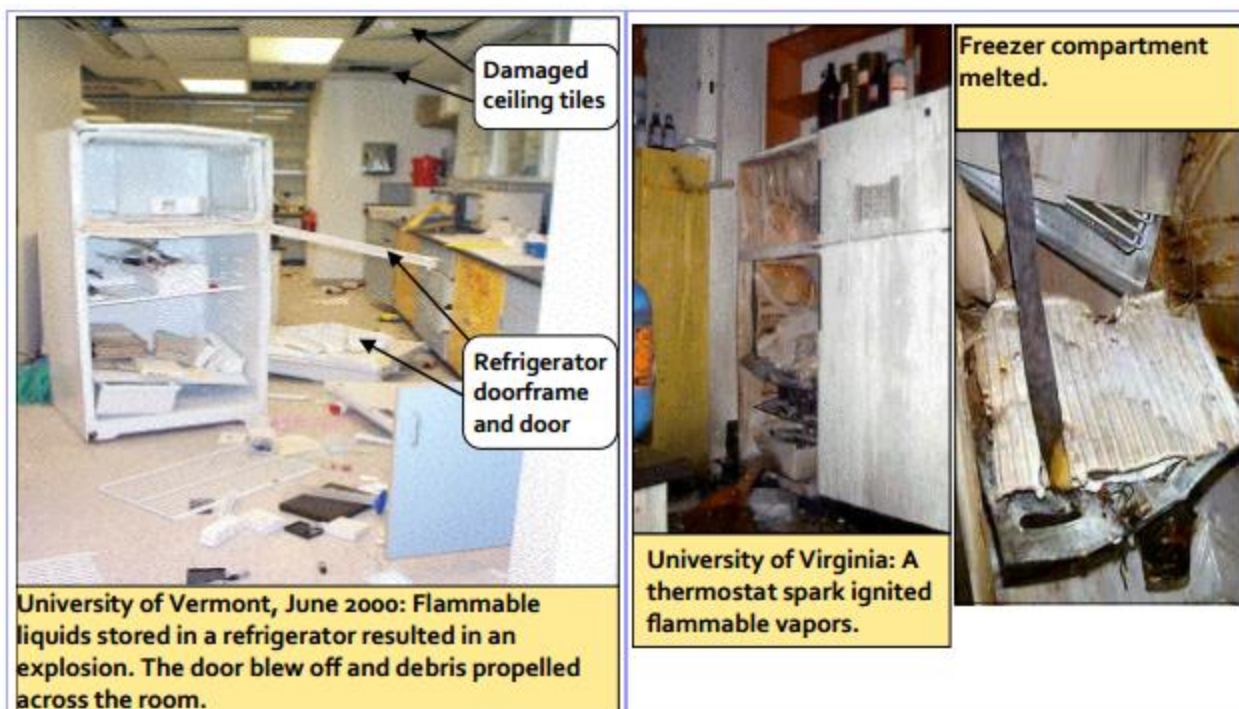 Damaged
ceiling tiles
Refrigerator
doorframe
and door
University of Vermont, June 2000: Flammable
liquids stored in a refrigerator resulted in an
explosion. The door blew off and debris propelled
across the room.
University of Virginia: A
thermostat spark ignited
flammable vapors.
Freezer compartment
melted.